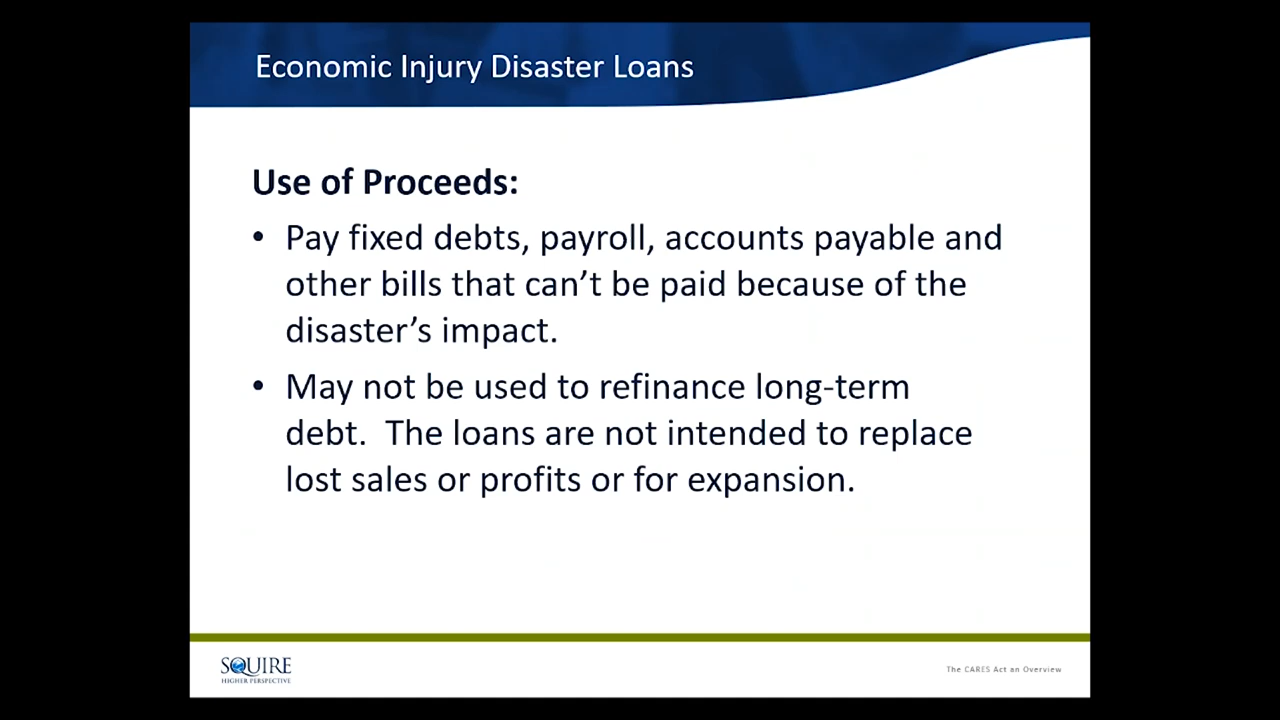 Economic Injury Disaster Loans
Use of Proceeds:
• Pay fixed debts, payroll, accounts payable and
other bills that can’t be paid because of the
disaster’s impact.
• May not be used to refinance long-term
debt.  The loans are not intended to replace
lost sales or profits or for expansion.
SQUIRE
HIGHER PERSPECTIVE
The CARES Act an Overview